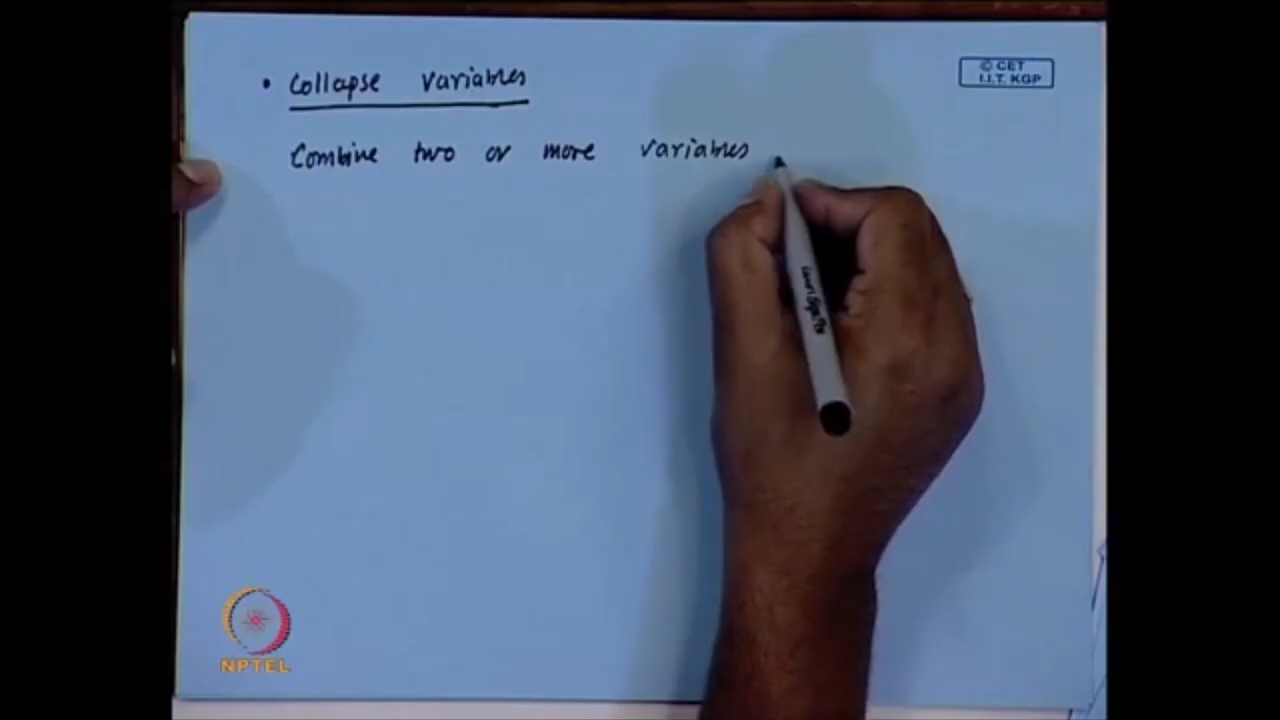 • Collapse variables
© CET
I.I.T. KGP
Combine two or more variables
NPTEL